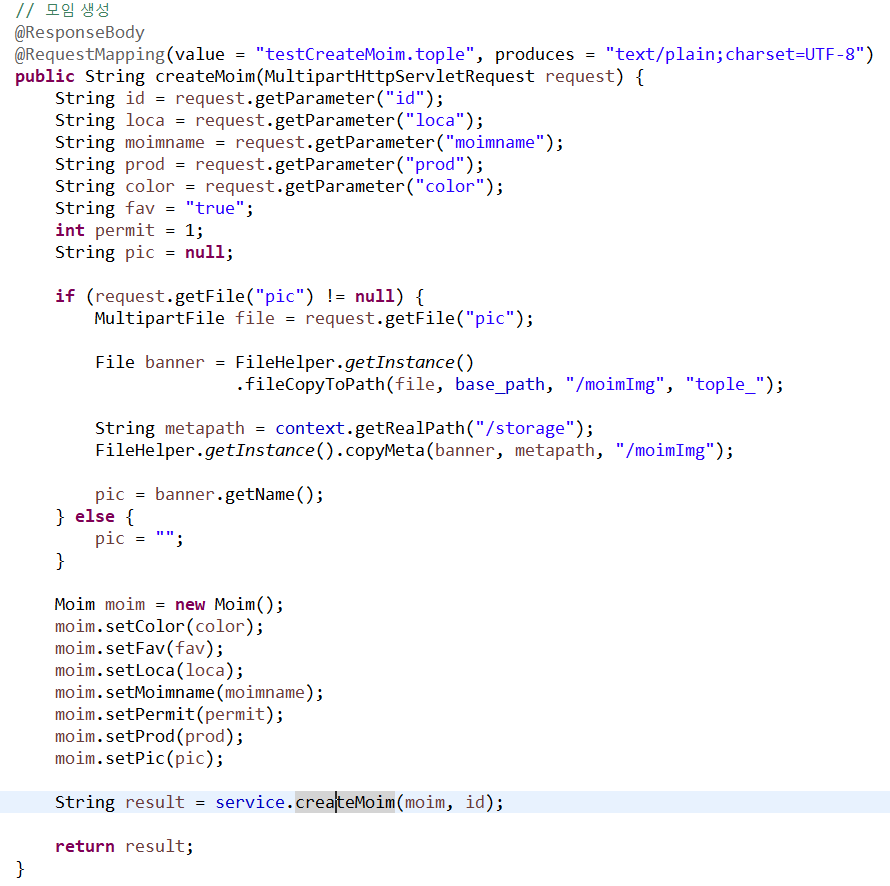 // 모임 생성
@ResponseBody
@RequestMapping(value = "testCreateMoim.tople", produces = "text/plain;charset=UTF-8")
public String createMoim(MultipartHttpServletRequest request) {
    String id = request.getParameter("id");
    String loca = request.getParameter("loca");
    String moimname = request.getParameter("moimname");
    String prod = request.getParameter("prod");
    String color = request.getParameter("color");
    String fav = "true";
    int permit = 1;
    String pic = null;

    if (request.getFile("pic") != null) {
        MultipartFile file = request.getFile("pic");

        File banner = FileHelper.getInstance()
                      .fileCopyToPath(file, base_path, "/moimImg", "tople_");

        String metapath = context.getRealPath("/storage");
        FileHelper.getInstance().copyMeta(banner, metapath, "/moimImg");

        pic = banner.getName();
    } else {
        pic = "";
    }

    Moim moim = new Moim();
    moim.setColor(color);
    moim.setFav(fav);
    moim.setLoca(loca);
    moim.setMoimname(moimname);
    moim.setPermit(permit);
    moim.setProd(prod);
    moim.setPic(pic);

    String result = service.createMoim(moim, id);

    return result;
}